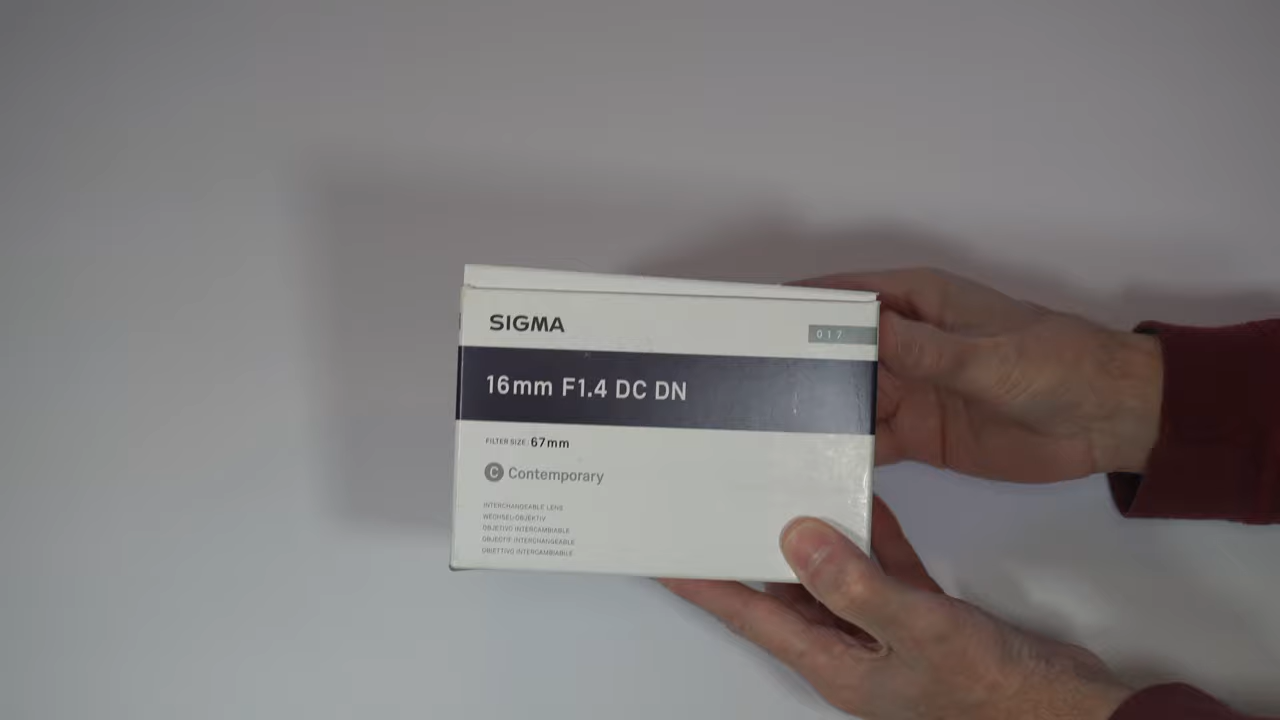 SIGMA
017
16mm F1.4 DC DN
FILTER SIZE: 67mm
C Contemporary
INTERCHANGEABLE LENS
WECHSEL-OBJEKTIV
OBJETIVO INTERCAMBIABLE
OBJECTIF INTERCHANGEABLE
OBIETTIVO INTERCAMBIABILE